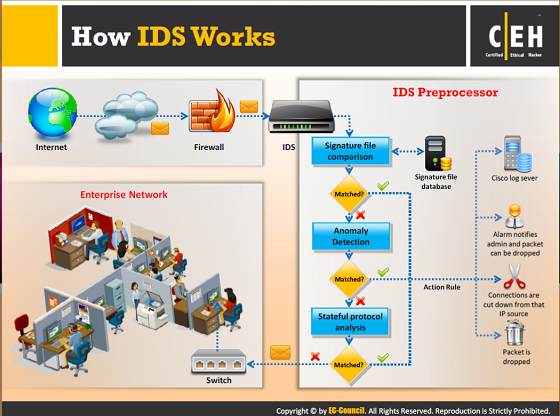 How IDS Works
C|EH
Certified Ethical Hacker
IDS Preprocessor
Internet
Firewall
IDS
Signature file
comparison
Signature file
database
Cisco log sever
Matched?
Enterprise Network
Anomaly
Detection
Alarm notifies
admin and packet
can be dropped
Matched?
Action Rule
Connections are
cut down from that
IP source
Stateful protocol
analysis
Switch
Matched?
Packet is
dropped
Copyright © by EC-Council. All Rights Reserved. Reproduction is Strictly Prohibited.